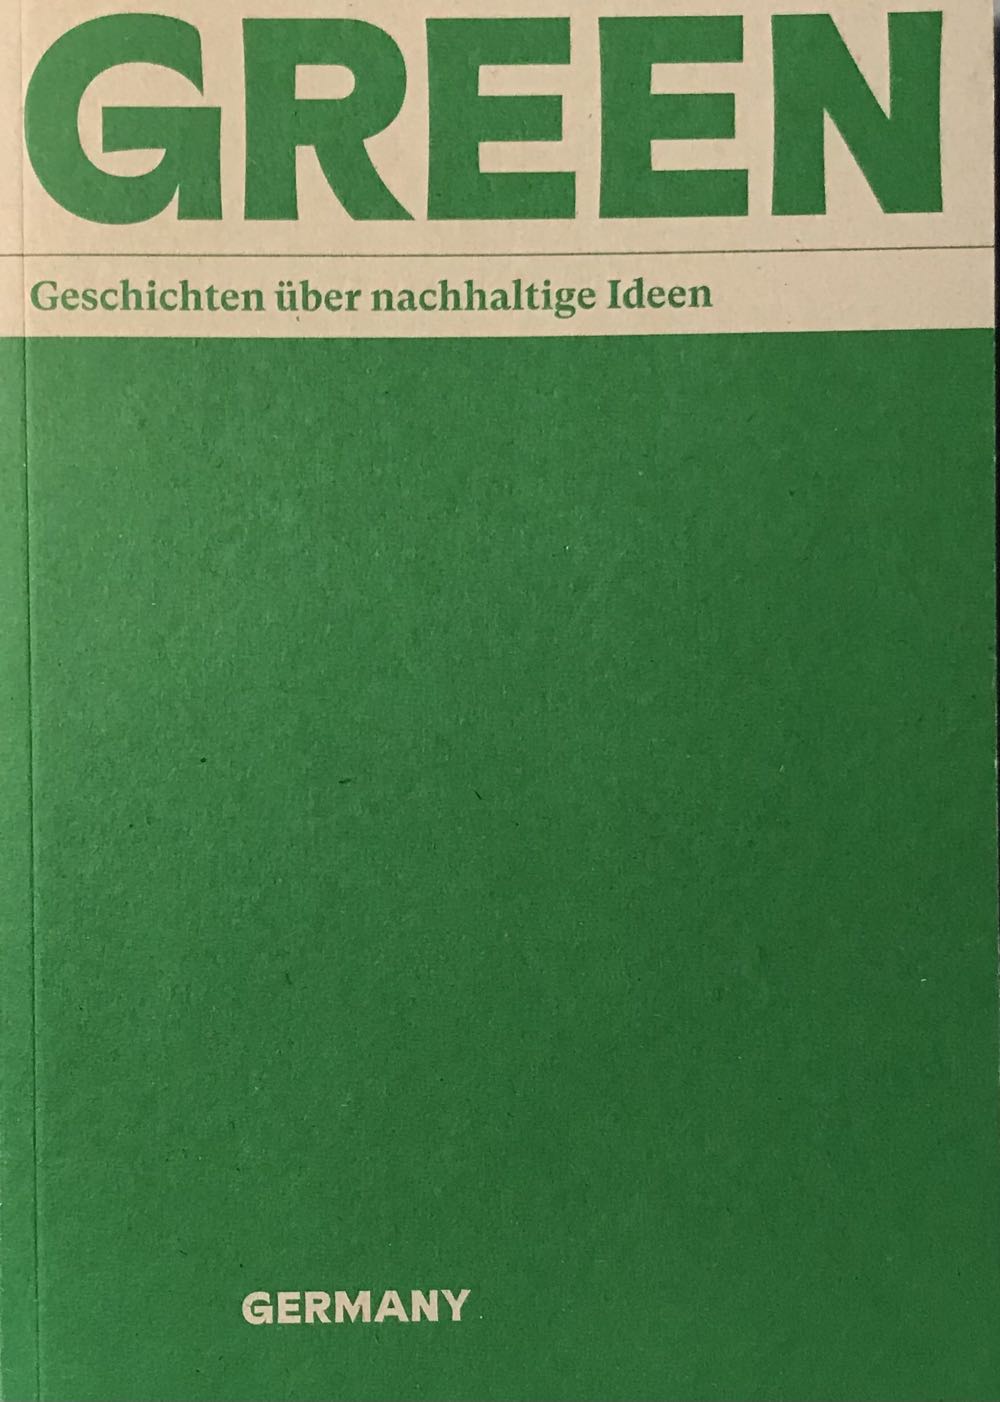 GREEN
Geschichten über nachhaltige Ideen
GERMANY